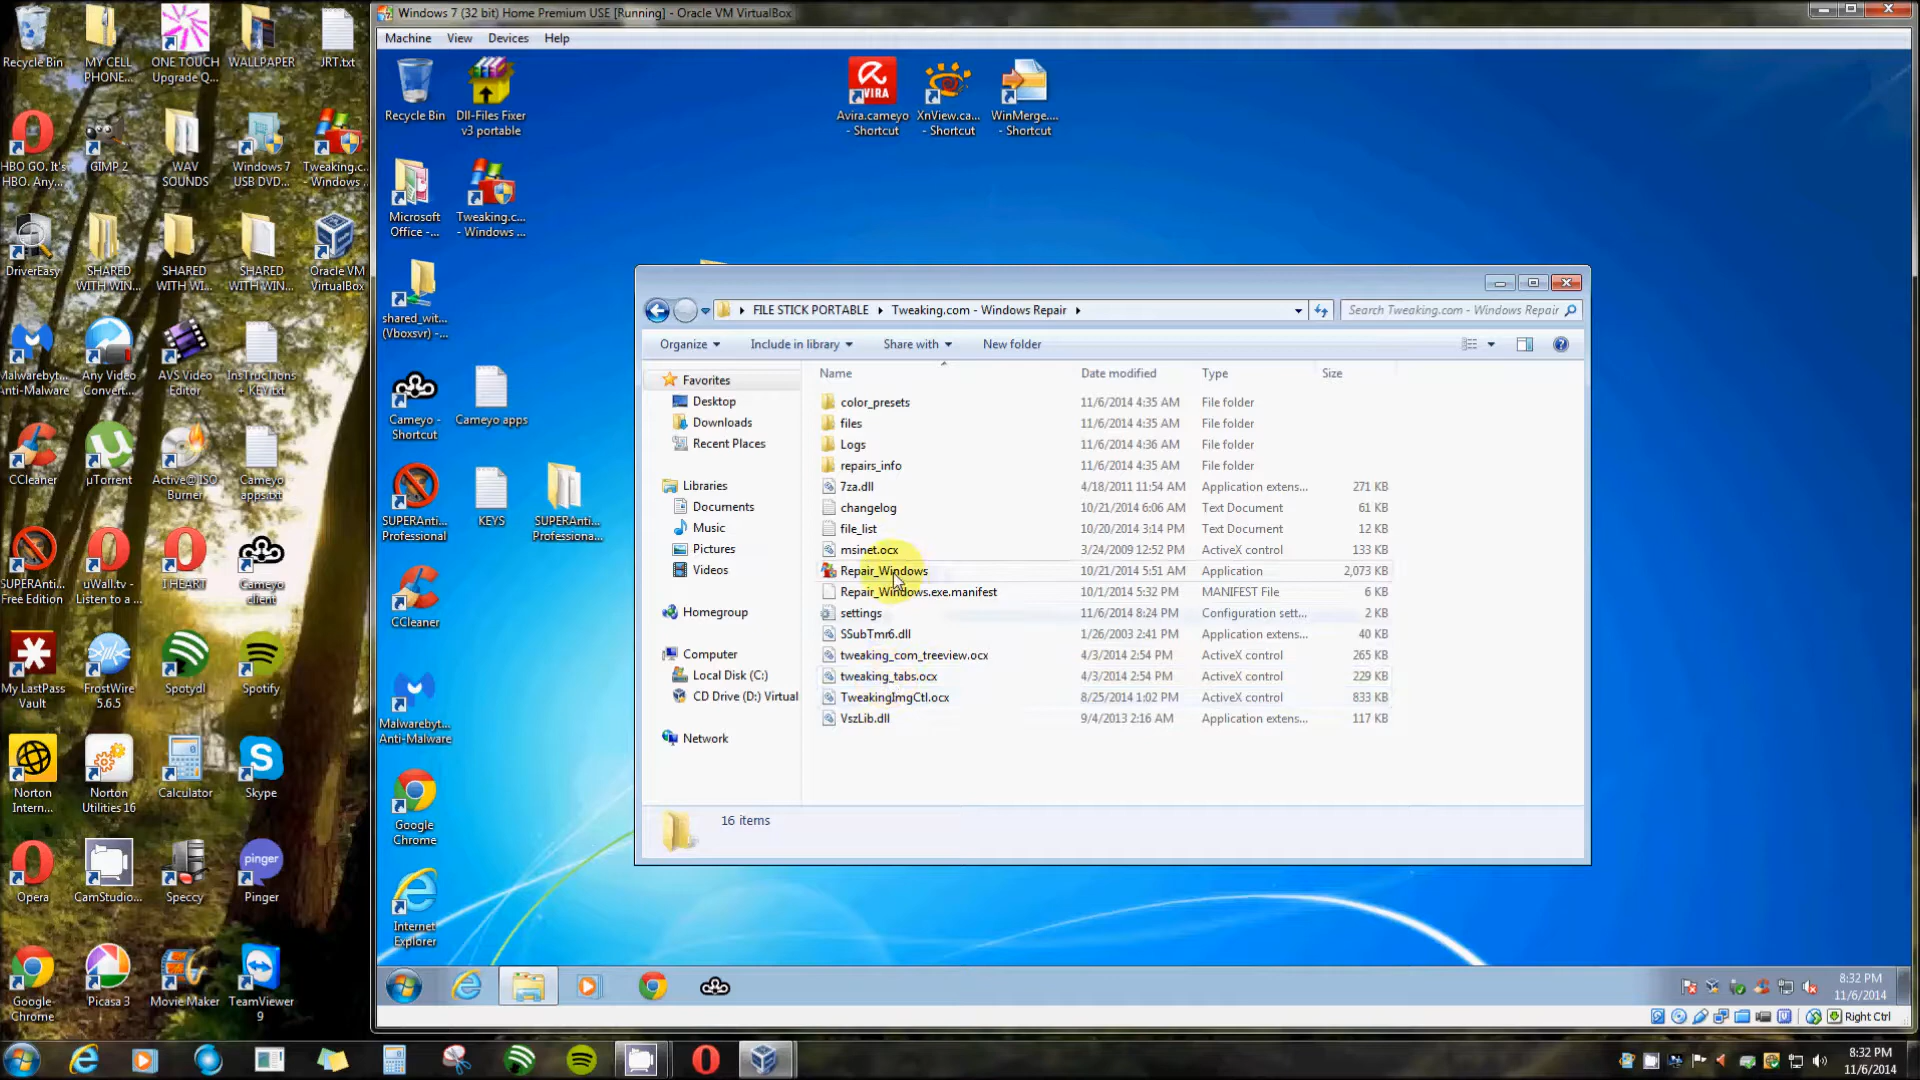 Windows 7 (32 bit) Home Premium USE [Running] - Oracle VM VirtualBox
Machine View Devices Help
Recycle Bin
MY CELL PHONE...
ONE TOUCH Upgrade Q...
WALLPAPER
JRT.txt
HBO GO. It's HBO. Any...
GIMP 2
WAV SOUNDS
Windows 7 USB DVD...
Tweaking.c... - Windows ...
DriverEasy
SHARED WITH WIN...
SHARED WITH WI...
SHARED WITH WIN...
Oracle VM VirtualBox
Malwarebyt... Anti-Malware
Any Video Convert...
AVS Video Editor
InsTrucTions + KEY.txt
CCleaner
µTorrent
Active@ ISO Burner
Cameyo apps.txt
SUPERAnti... Free Edition
uWall.tv - Listen to a ...
I HEART
Cameyo client
My LastPass Vault
FrostWire 5.6.5
Spotydl
Spotify
Norton Intern...
Norton Utilities 16
Calculator
Skype
Opera
CamStudio...
Speccy
pinger
Pinger
Google Chrome
Picasa 3
Movie Maker
TeamViewer 9
Recycle Bin
Dll-Files Fixer v3 portable
VIRA
Avira.cameyo - Shortcut
XnView.ca... - Shortcut
WinMerge.... - Shortcut
Microsoft Office -...
Tweaking.c... - Windows ...
shared_wit... (Vboxsvr) -...
Cameyo - Shortcut
Cameyo apps
SUPERAnti... Professional
KEYS
SUPERAnti... Professiona...
CCleaner
Malwarebyt... Anti-Malware
Google Chrome
Internet Explorer
FILE STICK PORTABLE Tweaking.com - Windows Repair
Search Tweaking.com - Windows Repair
Organize Include in library Share with New folder
Favorites
Desktop
Downloads
Recent Places
Libraries
Documents
Music
Pictures
Videos
Homegroup
Computer
Local Disk (C:)
CD Drive (D:) Virtual
Network
Name Date modified Type Size
color_presets 11/6/2014 4:35 AM File folder
files 11/6/2014 4:35 AM File folder
Logs 11/6/2014 4:36 AM File folder
repairs_info 11/6/2014 4:35 AM File folder
7za.dll 4/18/2011 11:54 AM Application extens... 271 KB
changelog 10/21/2014 6:06 AM Text Document 61 KB
file_list 10/20/2014 3:14 PM Text Document 12 KB
msinet.ocx 3/24/2009 12:52 PM ActiveX control 133 KB
Repair_Windows 10/21/2014 5:51 AM Application 2,073 KB
Repair_Windows.exe.manifest 10/1/2014 5:32 PM MANIFEST File 6 KB
settings 11/6/2014 8:24 PM Configuration sett... 2 KB
SSubTmr6.dll 1/26/2003 2:41 PM Application extens... 40 KB
tweaking_com_treeview.ocx 4/3/2014 2:54 PM ActiveX control 265 KB
tweaking_tabs.ocx 4/3/2014 2:54 PM ActiveX control 229 KB
TweakingImgCtl.ocx 8/25/2014 1:02 PM ActiveX control 833 KB
VszLib.dll 9/4/2013 2:16 AM Application extens... 117 KB
16 items
8:32 PM
11/6/2014
Right Ctrl
8:32 PM
11/6/2014